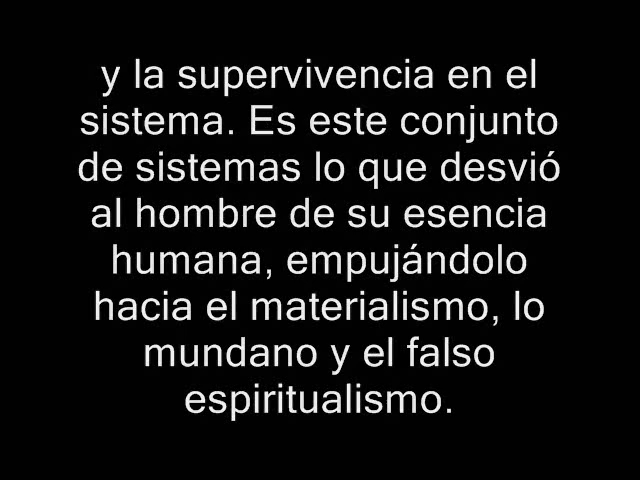 y la supervivencia en el
sistema. Es este conjunto
de sistemas lo que desvió
al hombre de su esencia
humana, empujándolo
hacia el materialismo, lo
mundano y el falso
espiritualismo.